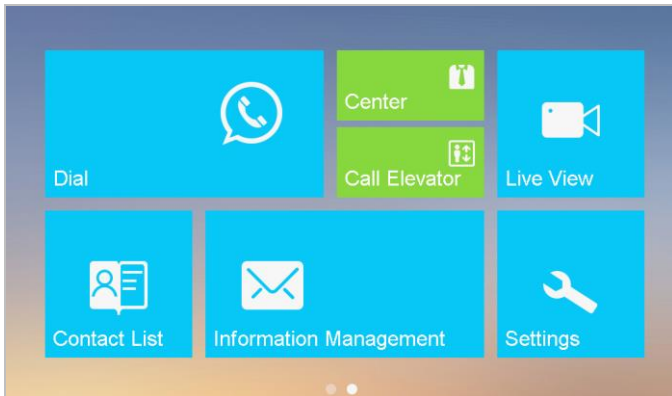 Center
Dial
Call Elevator
Live View
Contact List
Information Management
Settings